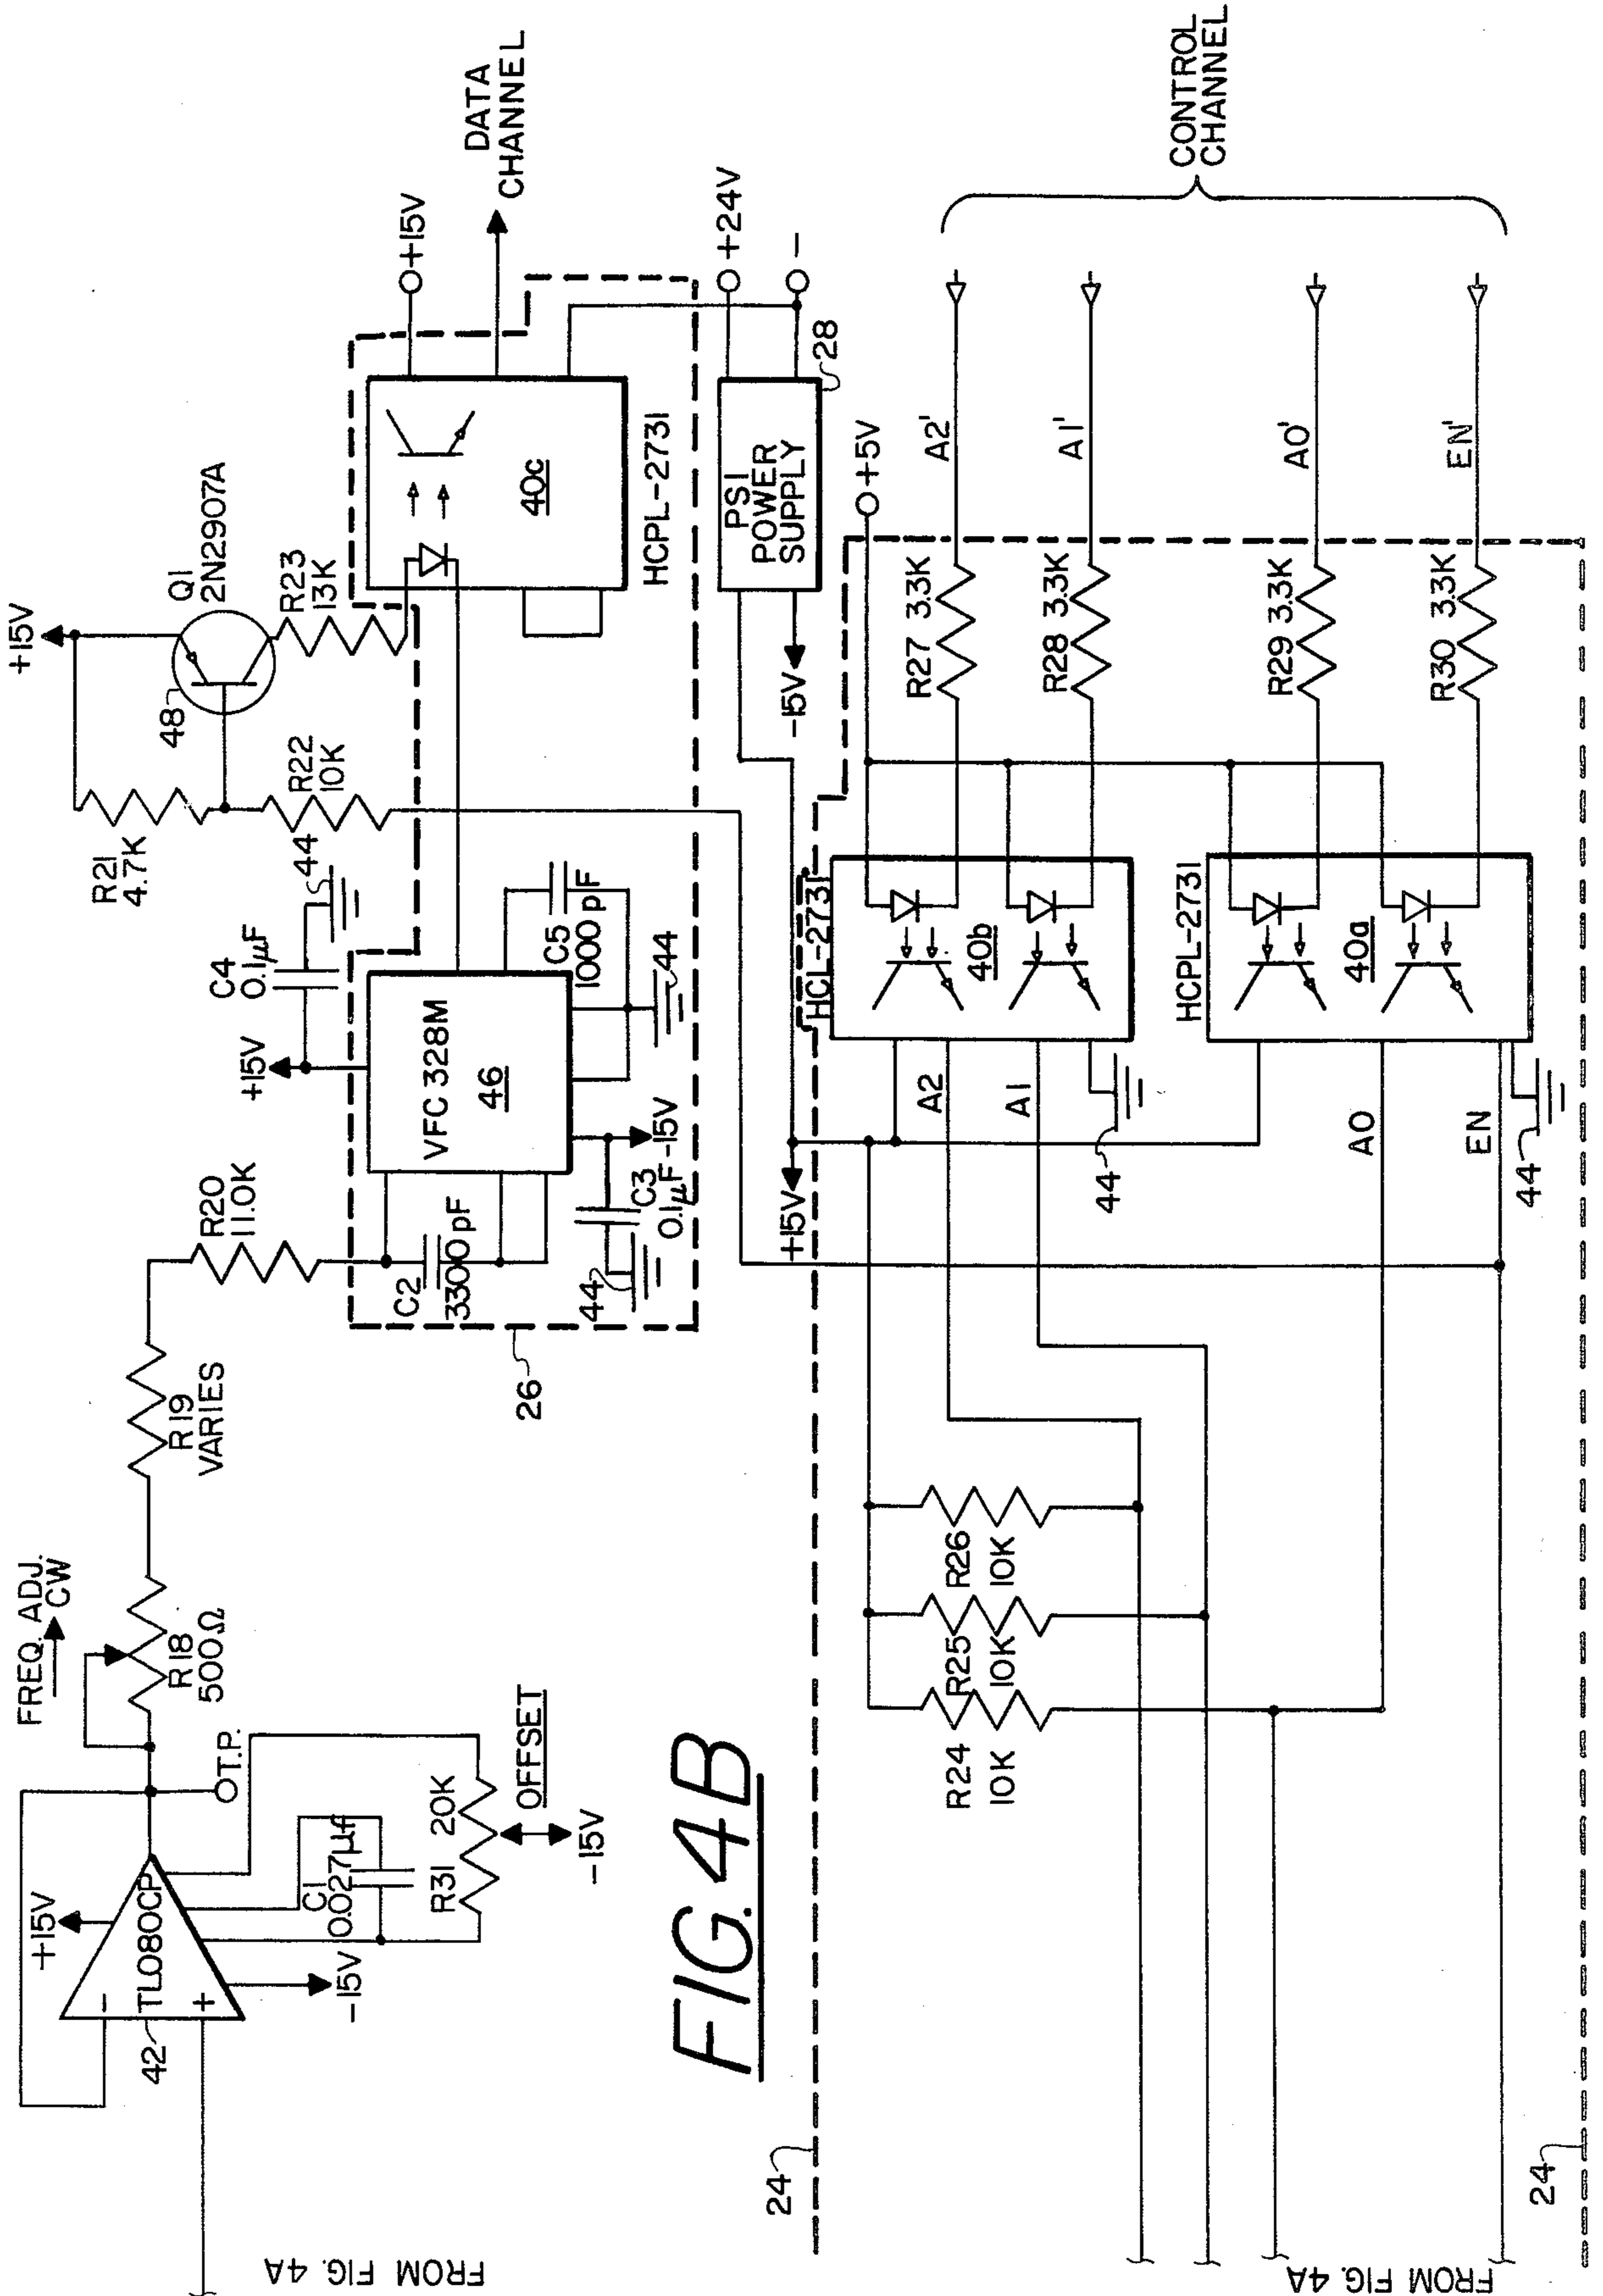 FREQ. ADJ.
CW
+15V
TL080CP
-
+
42
-15V
C1
0.027µf
R31 20K
OFFSET
-15V
T.P.
R18
500Ω
R19
VARIES
R20
11.0K
C2
3300 pF
26
+15V
C4
0.1µF
44
VFC 328M
46
C3
0.1µF
-15V
44
C5
1000 pF
44
R21
4.7K
R22
10K
+15V
48
Q1
2N2907A
R23
13K
40c
HCPL-2731
+15V
DATA
CHANNEL
PS1
POWER
SUPPLY
28
+24V
-
-15V
+15V
+5V
FIG. 4B
FROM FIG. 4A
24
HCL-2731
40b
A2
A1
44
R27 3.3K
A2'
R28 3.3K
A1'
HCPL-2731
40a
A0
EN
44
R29 3.3K
A0'
R30 3.3K
EN'
CONTROL
CHANNEL
R26
10K
R25
10K
R24
10K
24
FROM FIG. 4A